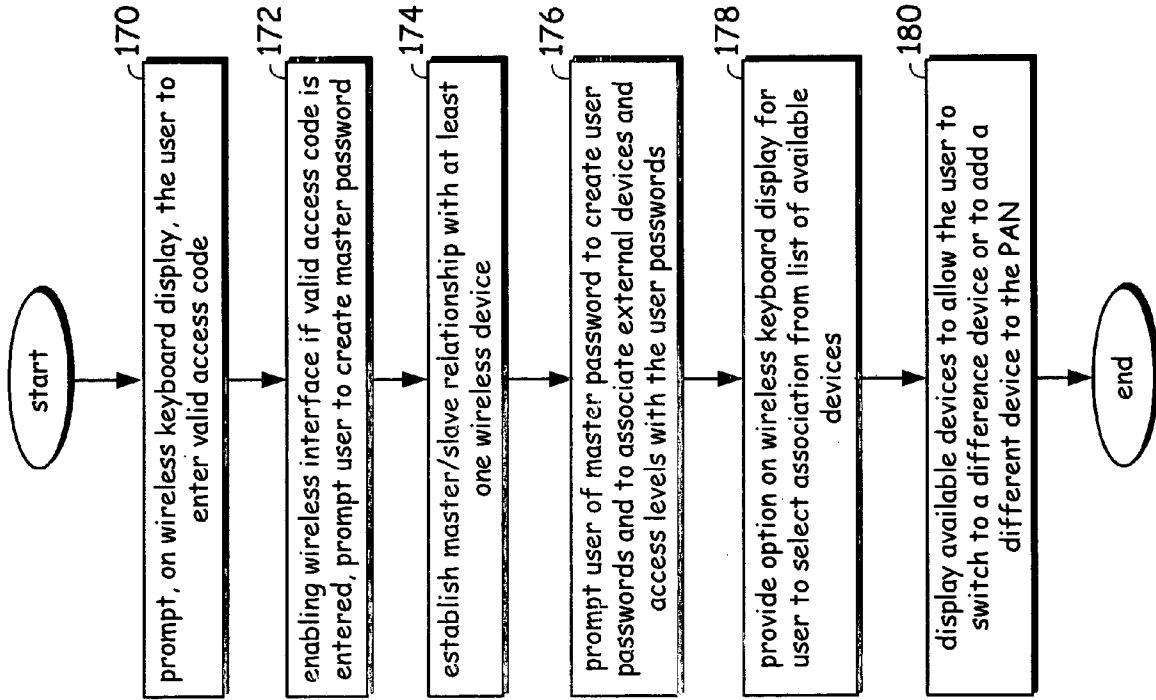 start
170
prompt, on wireless keyboard display, the user to
enter valid access code
172
enabling wireless interface if valid access code is
entered, prompt user to create master password
174
establish master/slave relationship with at least
one wireless device
176
prompt user of master password to create user
passwords and to associate external devices and
access levels with the user passwords
178
provide option on wireless keyboard display for
user to select association from list of available
devices
180
display available devices to allow the user to
switch to a difference device or to add a
different device to the PAN
end